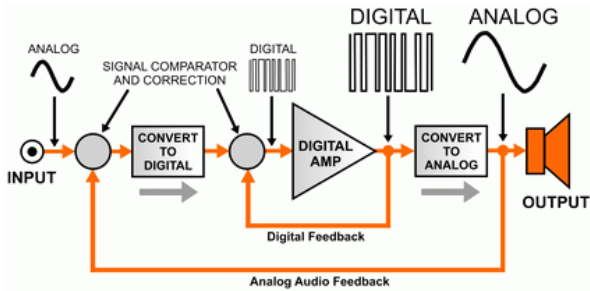 DIGITAL
ANALOG
ANALOG
SIGNAL COMPARATOR
AND CORRECTION
DIGITAL
INPUT
CONVERT
TO
DIGITAL
DIGITAL
AMP
CONVERT
TO
ANALOG
OUTPUT
Digital Feedback
Analog Audio Feedback